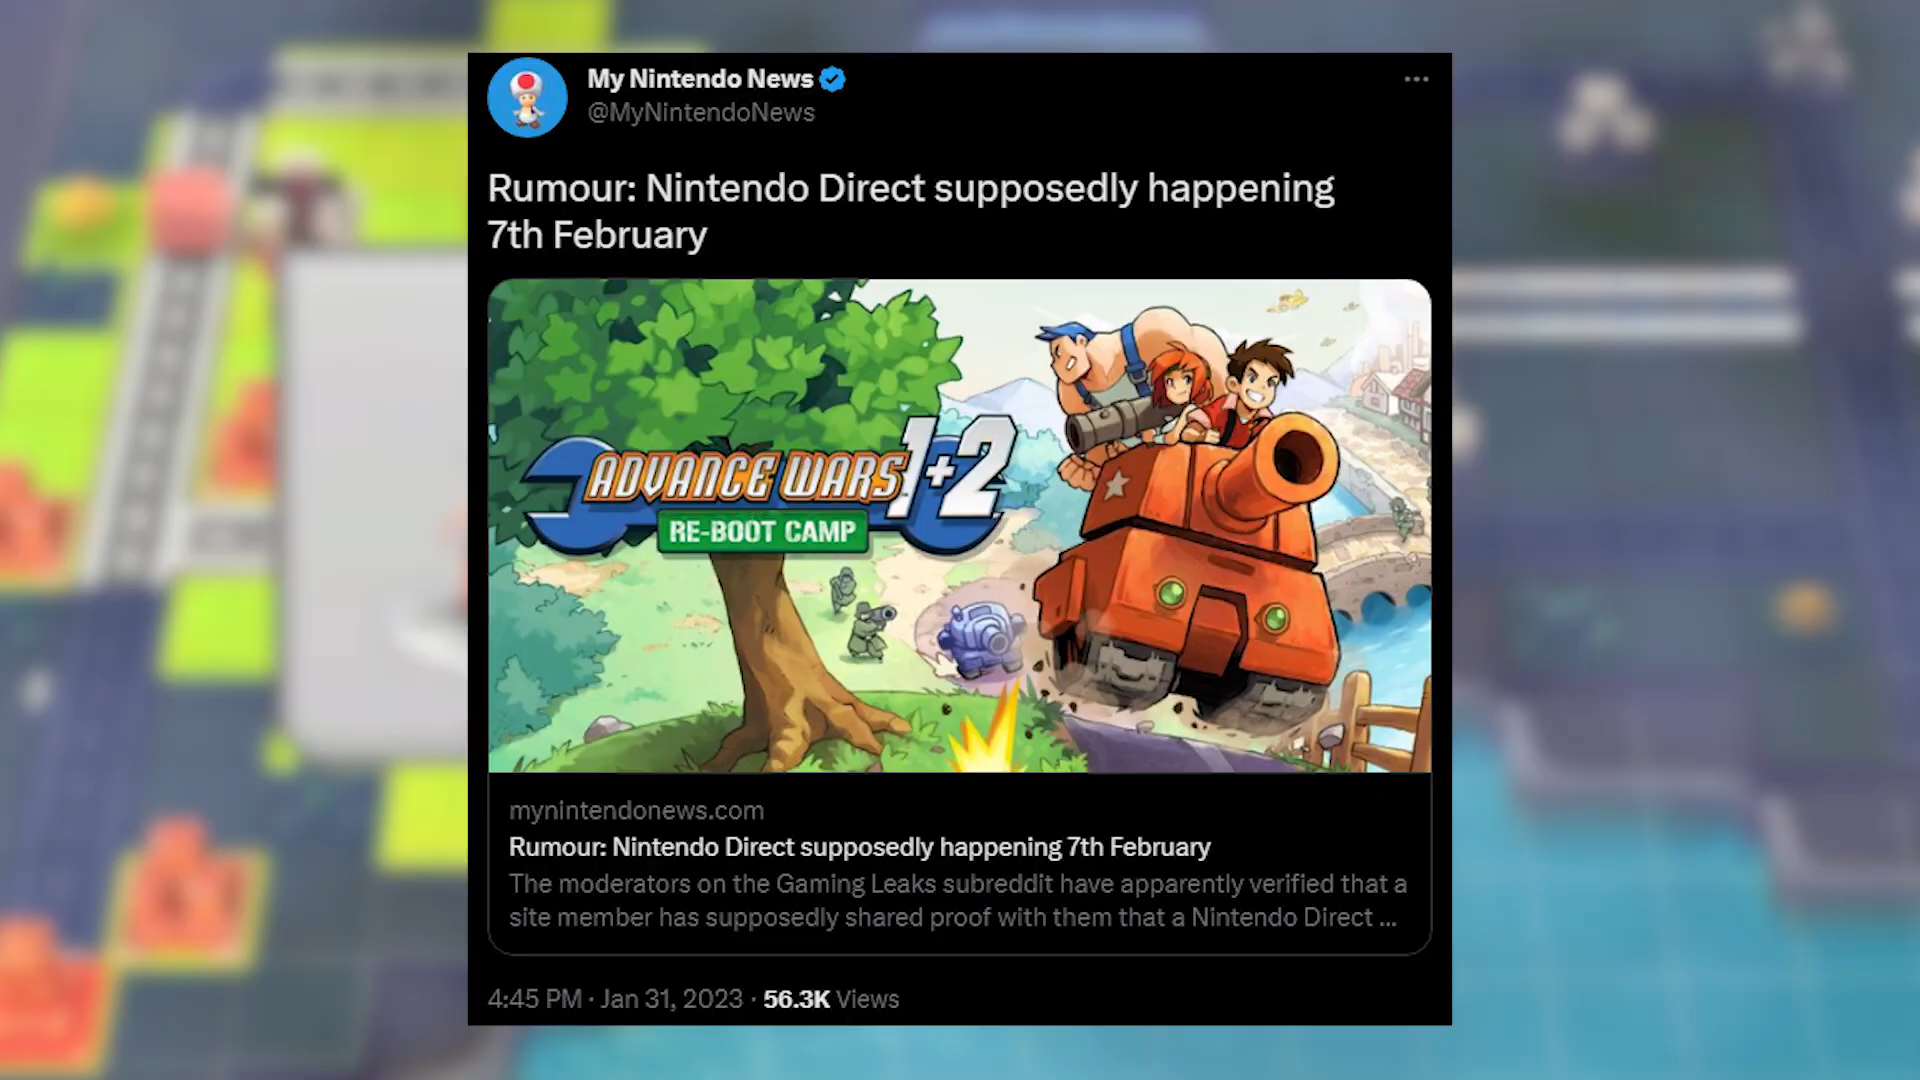 My Nintendo News
@MyNintendoNews
Rumour: Nintendo Direct supposedly happening
7th February
ADVANCE WARS 1+2
RE-BOOT CAMP
mynintendonews.com
Rumour: Nintendo Direct supposedly happening 7th February
The moderators on the Gaming Leaks subreddit have apparently verified that a
site member has supposedly shared proof with them that a Nintendo Direct ...
4:45 PM · Jan 31, 2023 · 56.3K Views